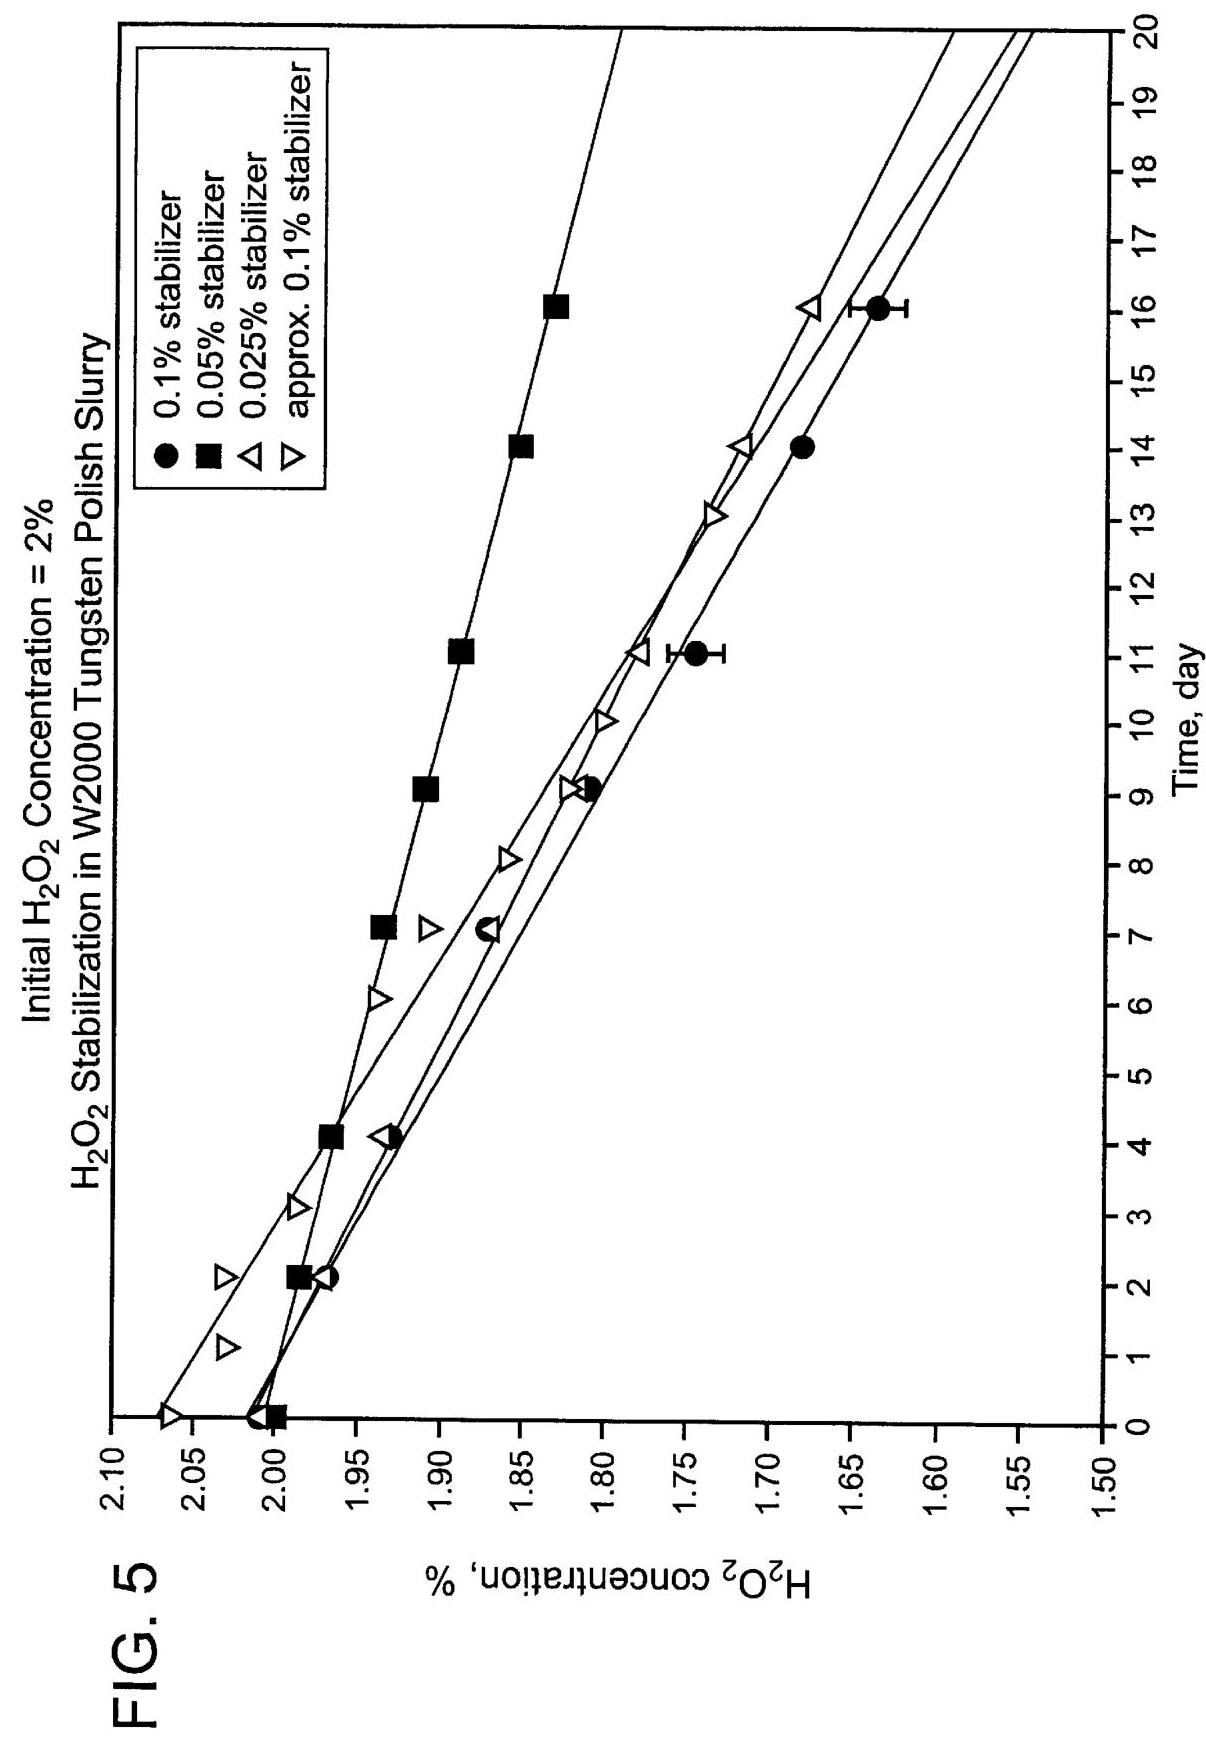 FIG. 5
Initial H₂O₂ Concentration = 2%
H₂O₂ Stabilization in W2000 Tungsten Polish Slurry
0.1% stabilizer
0.05% stabilizer
0.025% stabilizer
approx. 0.1% stabilizer
H₂O₂ concentration, %
2.10
2.05
2.00
1.95
1.90
1.85
1.80
1.75
1.70
1.65
1.60
1.55
1.50
0 1 2 3 4 5 6 7 8 9 10 11 12 13 14 15 16 17 18 19 20
Time, day